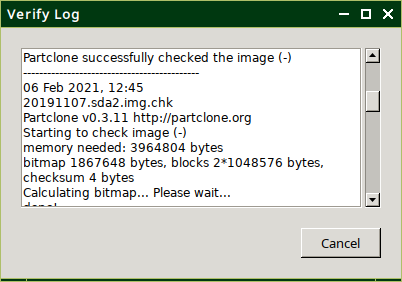 Verify Log
Partclone successfully checked the image (-)
--------------------------------------------
06 Feb 2021, 12:45
20191107.sda2.img.chk
Partclone v0.3.11 http://partclone.org
Starting to check image (-)
memory needed: 3964804 bytes
bitmap 1867648 bytes, blocks 2*1048576 bytes,
checksum 4 bytes
Calculating bitmap... Please wait...
done!
Cancel